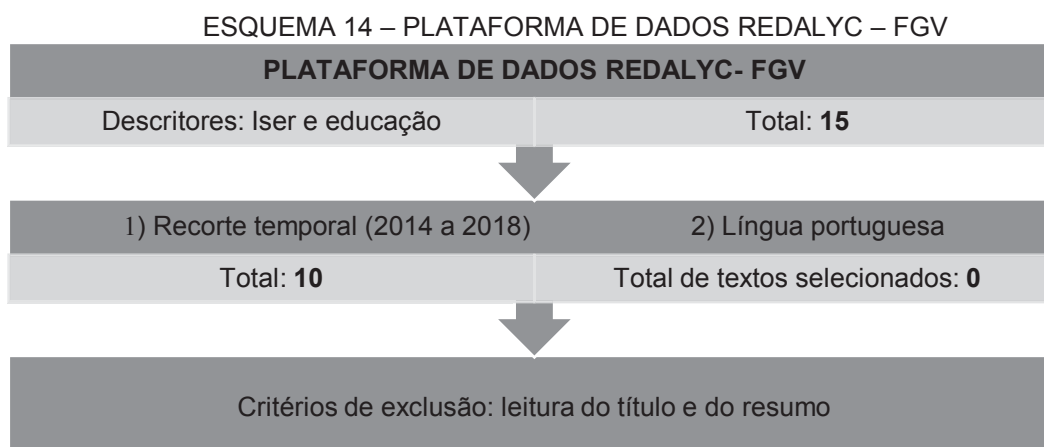 ESQUEMA 14 – PLATAFORMA DE DADOS REDALYC – FGV
PLATAFORMA DE DADOS REDALYC- FGV
Descritores: Iser e educação Total: 15
1) Recorte temporal (2014 a 2018) 2) Língua portuguesa
Total: 10 Total de textos selecionados: 0
Critérios de exclusão: leitura do título e do resumo